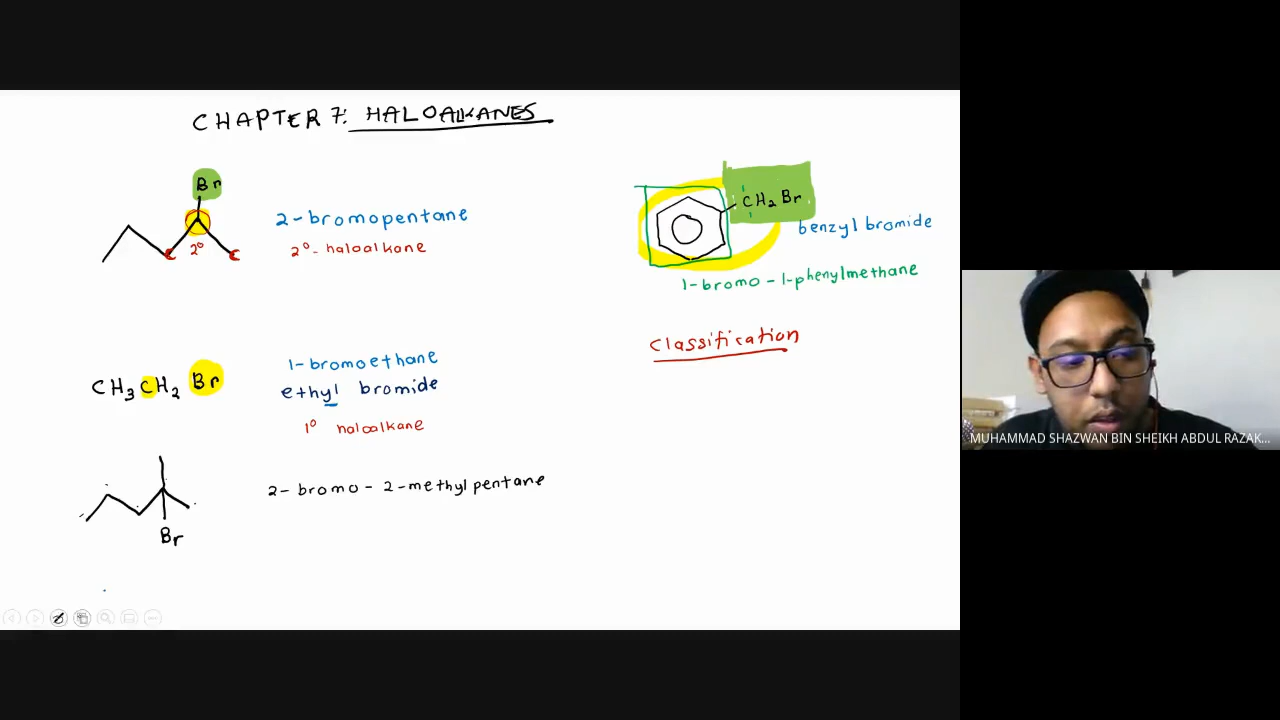 CHAPTER 7: HALOALKANES
Br
2-bromopentane
2° 2°-haloalkane
CH2Br
benzyl bromide
1-bromo-1-phenylmethane
Classification
1-bromoethane
CH3CH2Br
ethyl bromide
1° haloalkane
2-bromo-2-methylpentane
Br
MUHAMMAD SHAZWAN BIN SHEIKH ABDUL RAZAK...